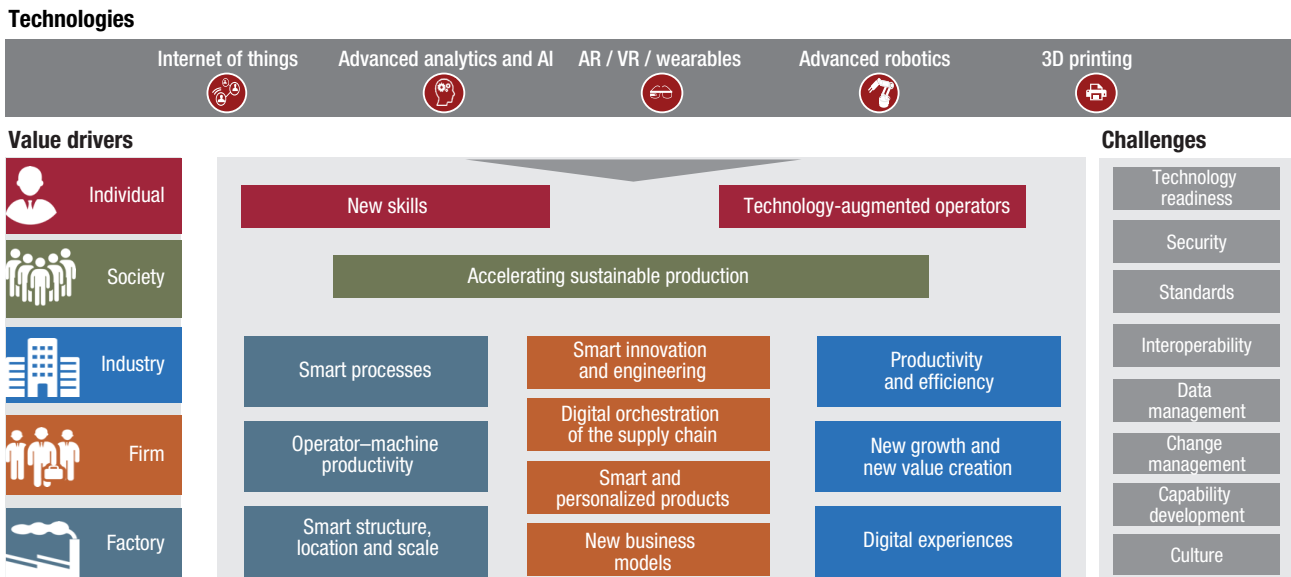 Technologies
Internet of things
Advanced analytics and AI
AR / VR / wearables
Advanced robotics
3D printing
Value drivers
Individual
Society
Industry
Firm
Factory
New skills
Technology-augmented operators
Accelerating sustainable production
Smart processes
Operator–machine
productivity
Smart structure,
location and scale
Smart innovation
and engineering
Digital orchestration
of the supply chain
Smart and
personalized products
New business
models
Productivity
and efficiency
New growth and
new value creation
Digital experiences
Challenges
Technology
readiness
Security
Standards
Interoperability
Data
management
Change
management
Capability
development
Culture